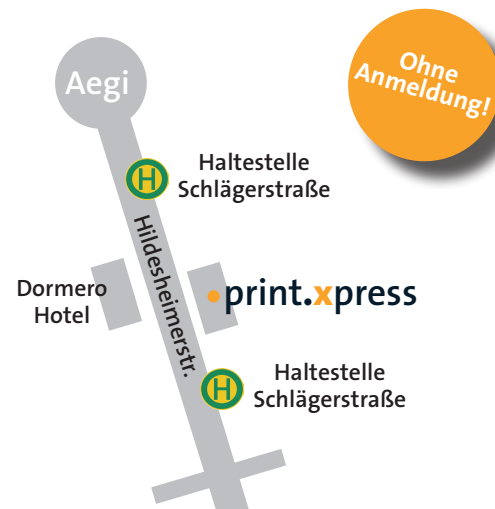 Aegi
Ohne
Anmeldung!
H
Haltestelle
Schlägerstraße
Hildesheimerstr.
Dormero
Hotel
print.xpress
H
Haltestelle
Schlägerstraße